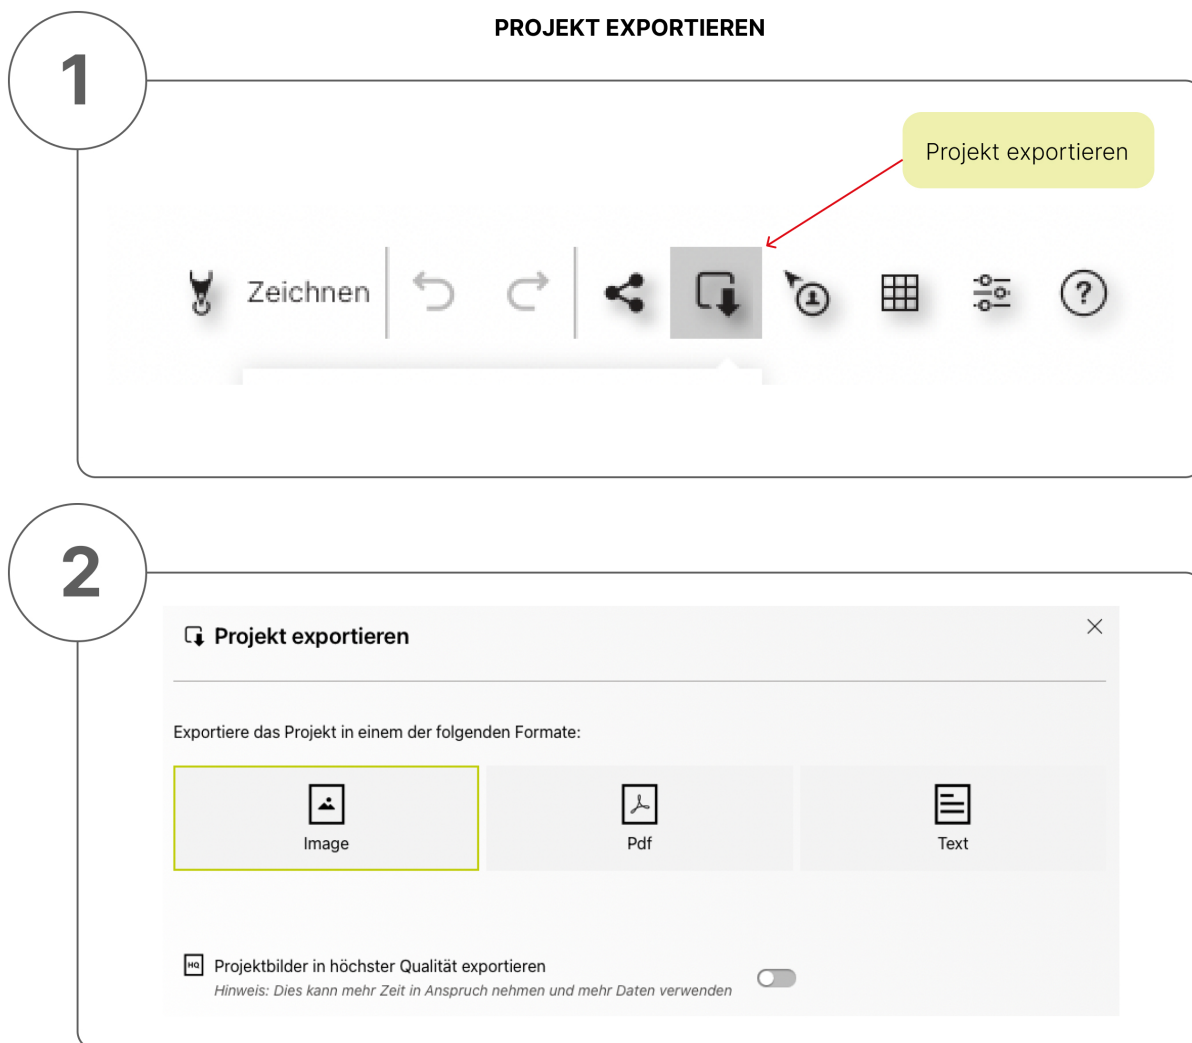 PROJEKT EXPORTIEREN
1
Projekt exportieren
Zeichnen
?
2
Projekt exportieren
Exportiere das Projekt in einem der folgenden Formate:
Image
Pdf
Text
HQ
Projektbilder in höchster Qualität exportieren
Hinweis: Dies kann mehr Zeit in Anspruch nehmen und mehr Daten verwenden